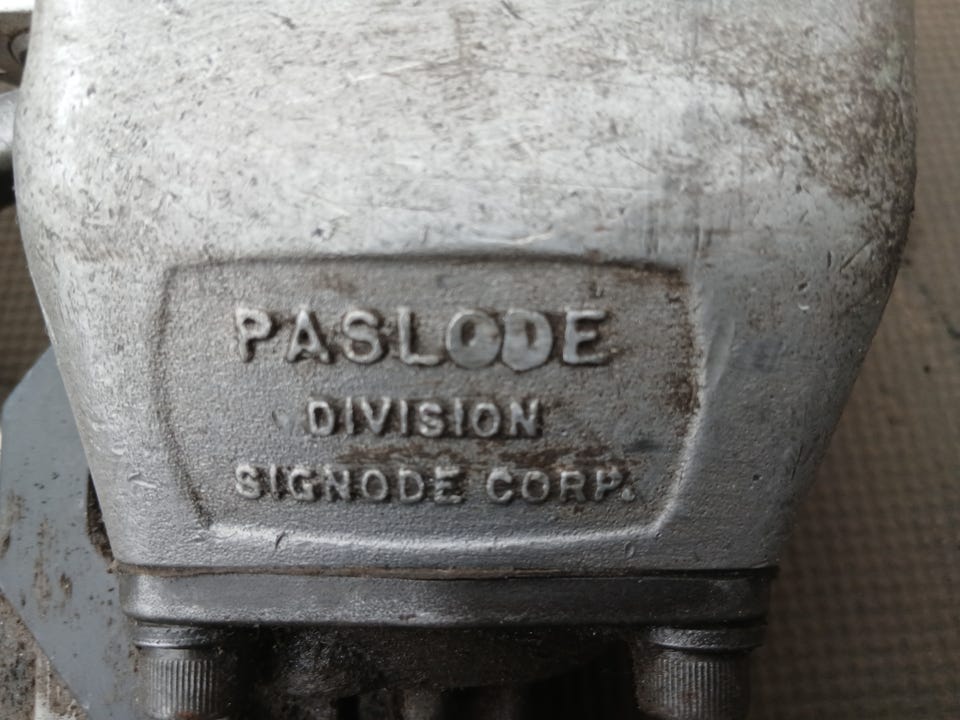 PASLODE
DIVISION
SIGNODE CORP.